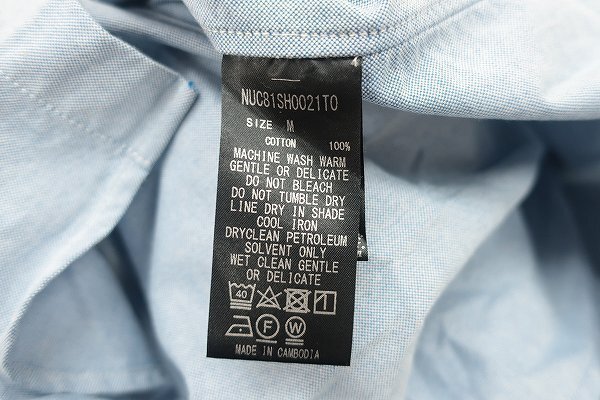 NUC81SH0021TO
SIZE M
COTTON 100%
MACHINE WASH WARM
GENTLE OR DELICATE
DO NOT BLEACH
DO NOT TUMBLE DRY
LINE DRY IN SHADE
COOL IRON
DRYCLEAN PETROLEUM
SOLVENT ONLY
WET CLEAN GENTLE
OR DELICATE
40
F W
MADE IN CAMBODIA